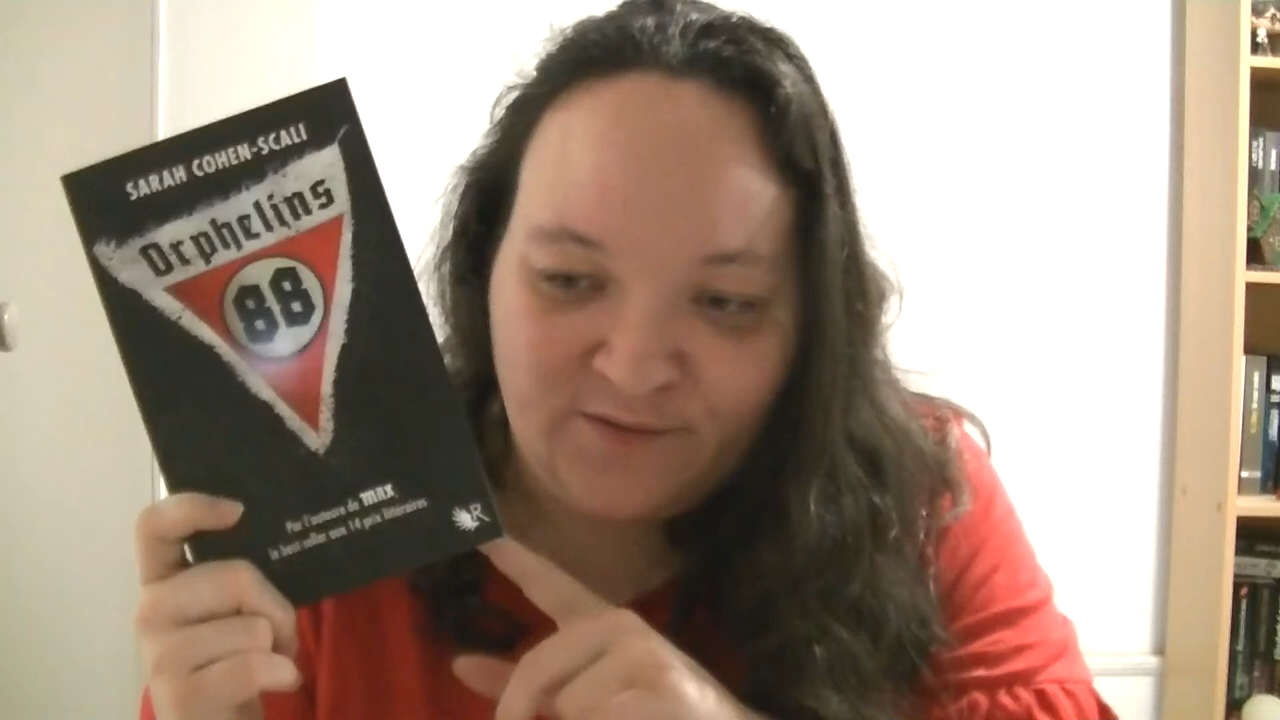 SARAH COHEN-SCALI
Orphelins
88
Par l'auteure de MAX,
le best-seller aux 14 prix littéraires
R